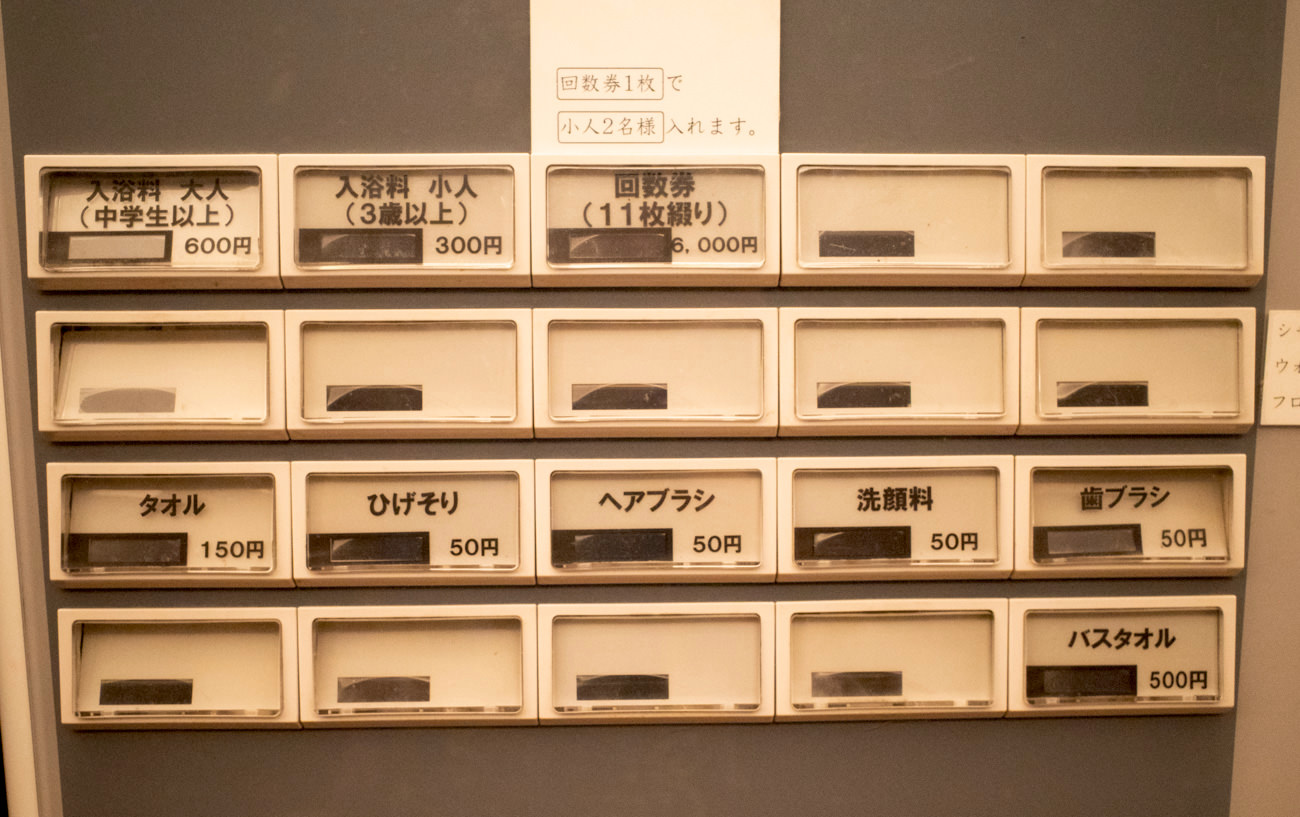 回数券1枚で
小人2名様入れます。
入浴料 大人
(中学生以上)
600円
入浴料 小人
(3歳以上)
300円
回数券
(11枚綴り)
6,000円
タオル
150円
ひげそり
50円
ヘアブラシ
50円
洗顔料
50円
歯ブラシ
50円
バスタオル
500円